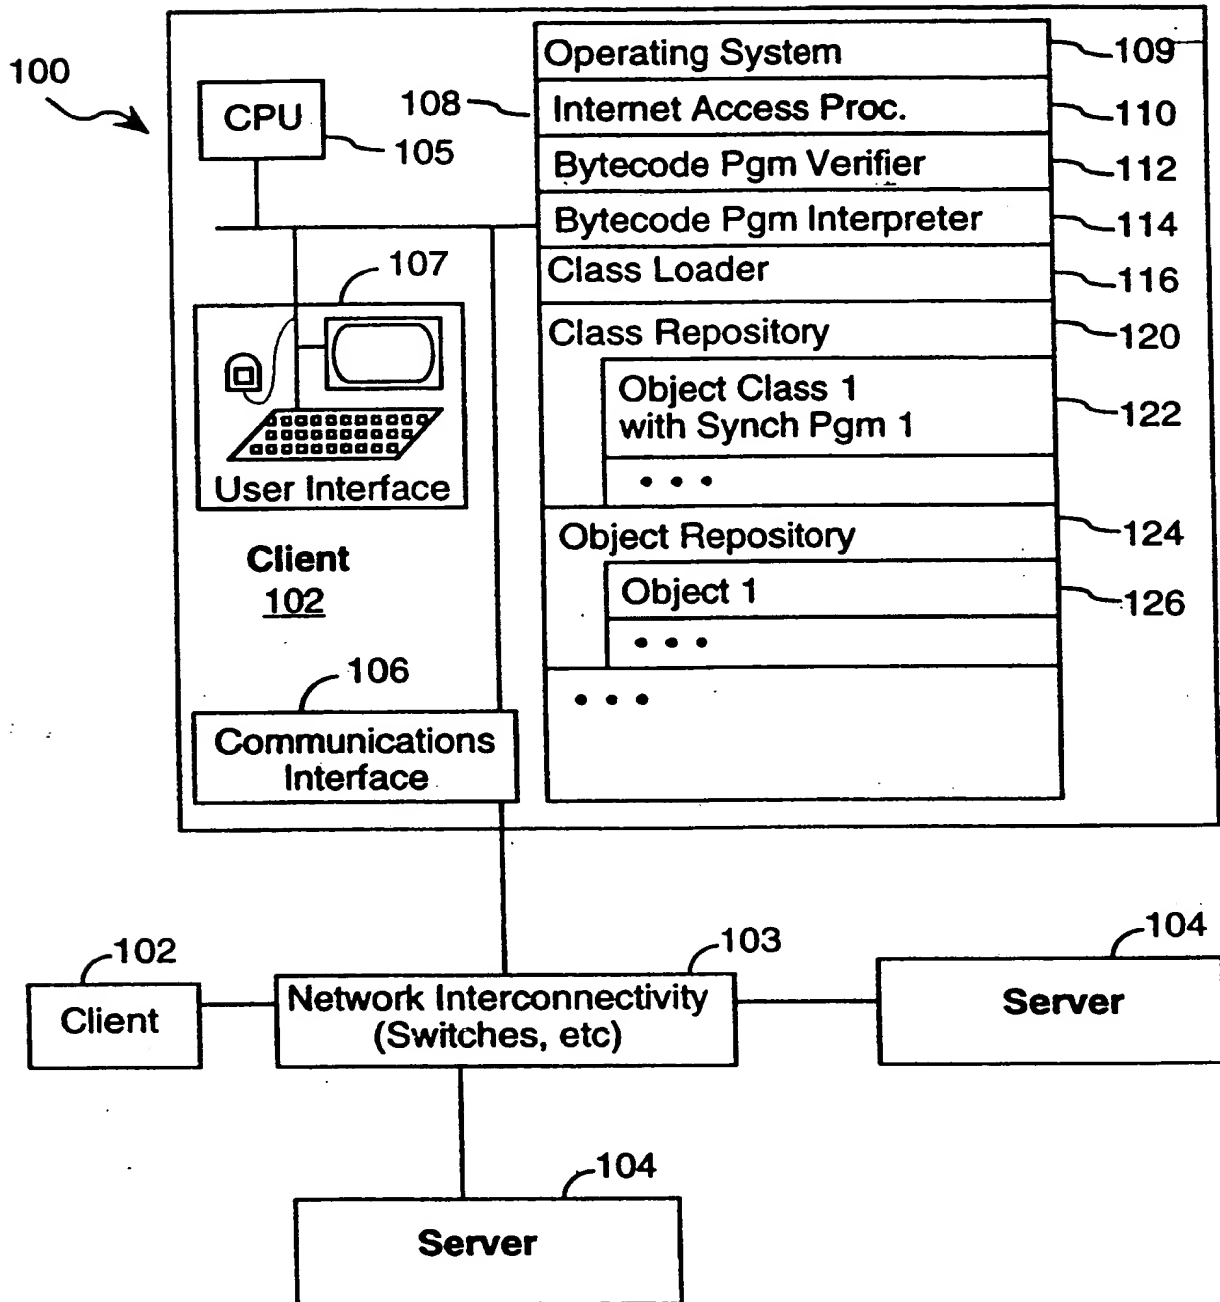 100
CPU
105
108
Operating System
109
Internet Access Proc.
110
Bytecode Pgm Verifier
112
Bytecode Pgm Interpreter
114
Class Loader
116
Class Repository
120
Object Class 1
with Synch Pgm 1
122
• • •
Object Repository
124
Object 1
126
• • •
• • •
107
User Interface
Client
102
106
Communications
Interface
102
Client
103
Network Interconnectivity
(Switches, etc)
104
Server
104
Server